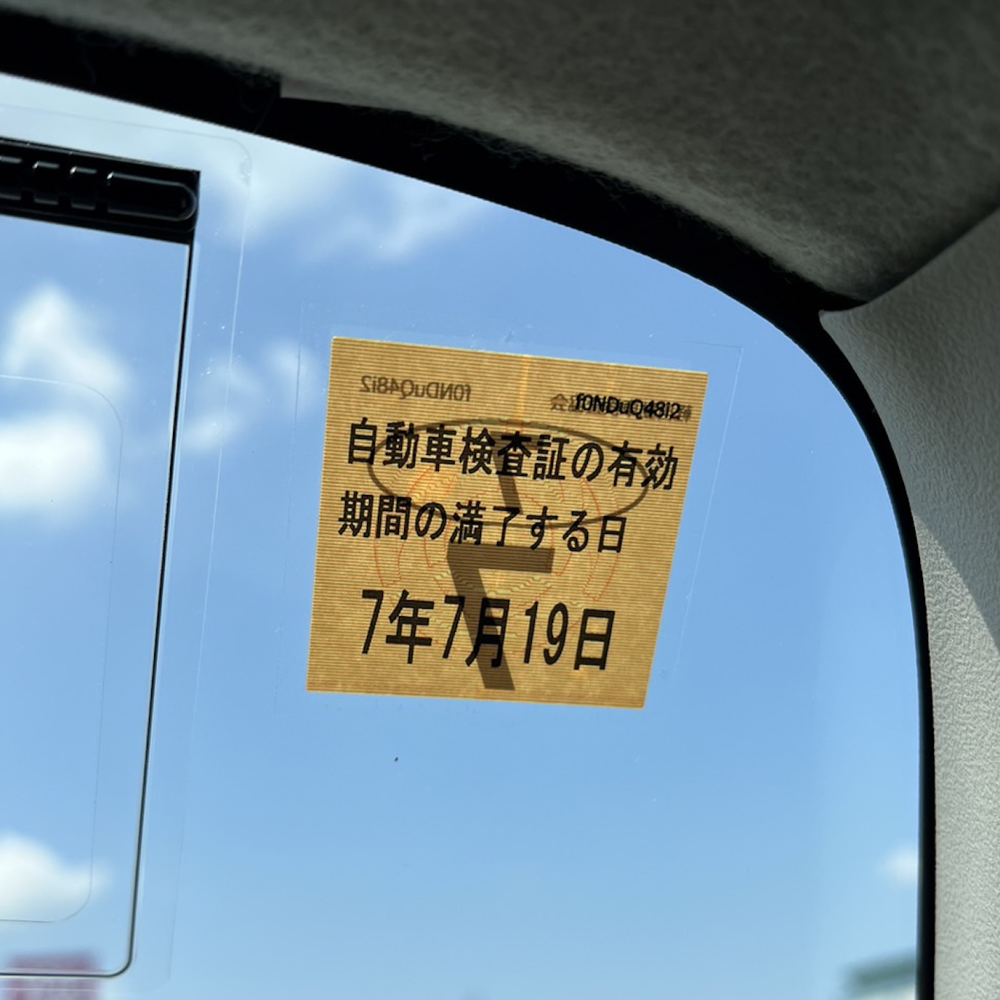 f0NDuQ48i2
自動車検査証の有効
期間の満了する日
7年7月19日